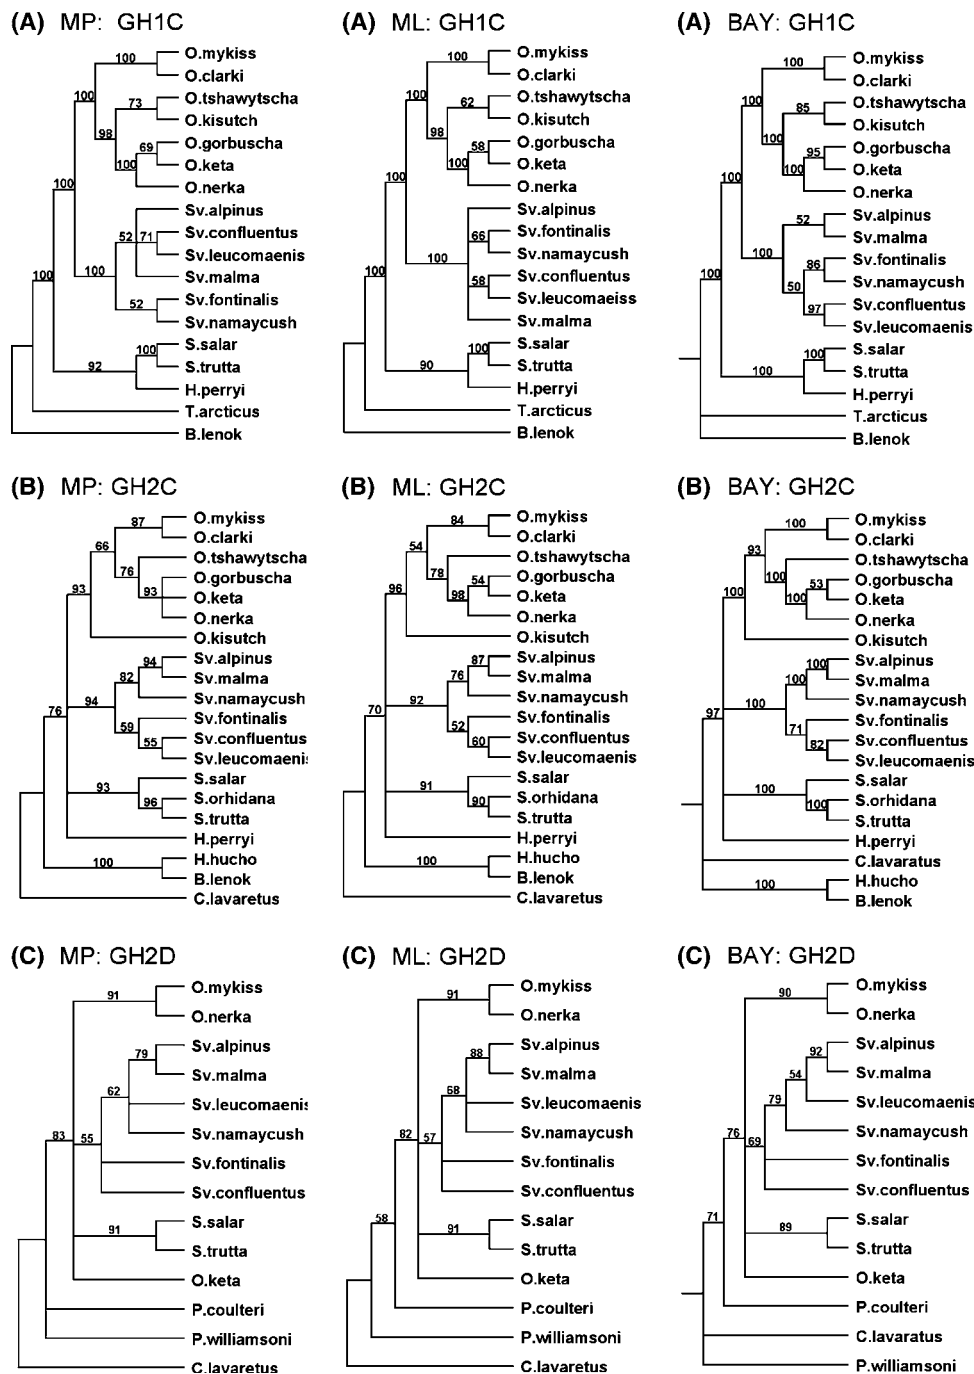 (A) MP: GH1C
O.mykiss
100
O.clarki
O.tshawytscha
73
100
O.kisutch
98
O.gorbuscha
69
100
O.keta
O.nerka
100
Sv.alpinus
Sv.confluentus
52 71
Sv.leucomaenis
100
100
Sv.malma
Sv.fontinalis
52
Sv.namaycush
S.salar
100
S.trutta
92
H.perryi
T.arcticus
B.lenok
(A) ML: GH1C
O.mykiss
100
O.clarki
O.tshawytscha
62
100
O.kisutch
98
O.gorbuscha
58
100
O.keta
O.nerka
100
Sv.alpinus
Sv.fontinalis
66
Sv.namaycush
100
100
Sv.confluentus
58
Sv.leucomaeiss
Sv.malma
S.salar
100
S.trutta
90
H.perryi
T.arcticus
B.lenok
(A) BAY: GH1C
O.mykiss
100
O.clarki
O.tshawytscha
85
100
O.kisutch
100
O.gorbuscha
95
100
O.keta
O.nerka
100
Sv.alpinus
52
Sv.malma
100
Sv.fontinalis
86
Sv.namaycush
100
50
Sv.confluentus
97
Sv.leucomaenis
S.salar
100
S.trutta
100
H.perryi
T.arcticus
B.lenok
(B) MP: GH2C
O.mykiss
87
O.clarki
66
O.tshawytscha
76
O.gorbuscha
93
93
O.keta
O.nerka
O.kisutch
Sv.alpinus
94
Sv.malma
82
Sv.namaycush
94
76
Sv.fontinalis
59
Sv.confluentus
55
Sv.leucomaenis
S.salar
93
S.orhidana
96
S.trutta
H.perryi
H.hucho
100
B.lenok
C.lavaretus
(B) ML: GH2C
O.mykiss
84
O.clarki
54
O.tshawytscha
78
O.gorbuscha
54
96
98
O.keta
O.nerka
O.kisutch
Sv.alpinus
87
Sv.malma
76
Sv.namaycush
92
70
Sv.fontinalis
52
Sv.confluentus
60
Sv.leucomaenis
S.salar
91
S.orhidana
90
S.trutta
H.perryi
H.hucho
100
B.lenok
C.lavaretus
(B) BAY: GH2C
O.mykiss
100
O.clarki
93
O.tshawytscha
100
O.gorbuscha
53
100
100
O.keta
O.nerka
O.kisutch
Sv.alpinus
100
Sv.malma
100
Sv.namaycush
100
97
Sv.fontinalis
71
Sv.confluentus
82
Sv.leucomaenis
S.salar
100
S.orhidana
100
S.trutta
H.perryi
C.lavaratus
H.hucho
100
B.lenok
(C) MP: GH2D
O.mykiss
91
O.nerka
Sv.alpinus
79
Sv.malma
62
Sv.leucomaenis
Sv.namaycush
83 55
Sv.fontinalis
Sv.confluentus
S.salar
91
S.trutta
O.keta
P.coulteri
P.williamsoni
C.lavaretus
(C) ML: GH2D
O.mykiss
91
O.nerka
Sv.alpinus
88
Sv.malma
68
Sv.leucomaenis
Sv.namaycush
82 57
Sv.fontinalis
Sv.confluentus
S.salar
58
91
S.trutta
O.keta
P.coulteri
P.williamsoni
C.lavaretus
(C) BAY: GH2D
O.mykiss
90
O.nerka
Sv.alpinus
92
Sv.malma
54
Sv.leucomaenis
79
Sv.namaycush
76 69
Sv.fontinalis
Sv.confluentus
S.salar
71
89
S.trutta
O.keta
P.coulteri
C.lavaratus
P.williamsoni